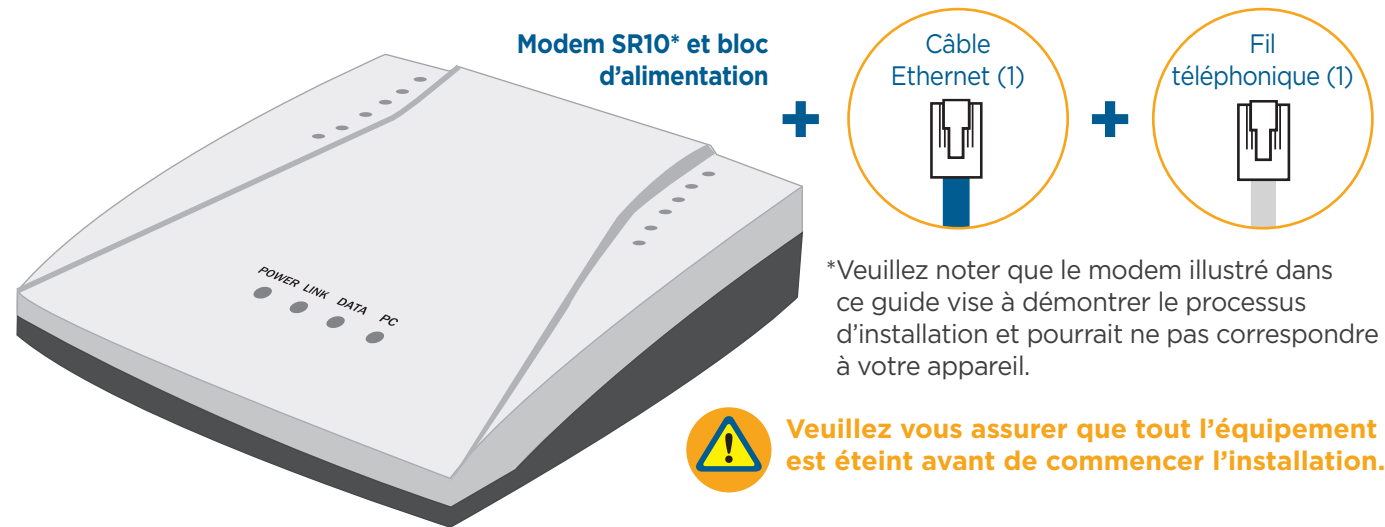 Modem SR10* et bloc
d'alimentation
Câble
Ethernet (1)
Fil
téléphonique (1)
*Veuillez noter que le modem illustré dans
ce guide vise à démontrer le processus
d'installation et pourrait ne pas correspondre
à votre appareil.
POWER LINK DATA PC
Veuillez vous assurer que tout l'équipement
est éteint avant de commencer l'installation.